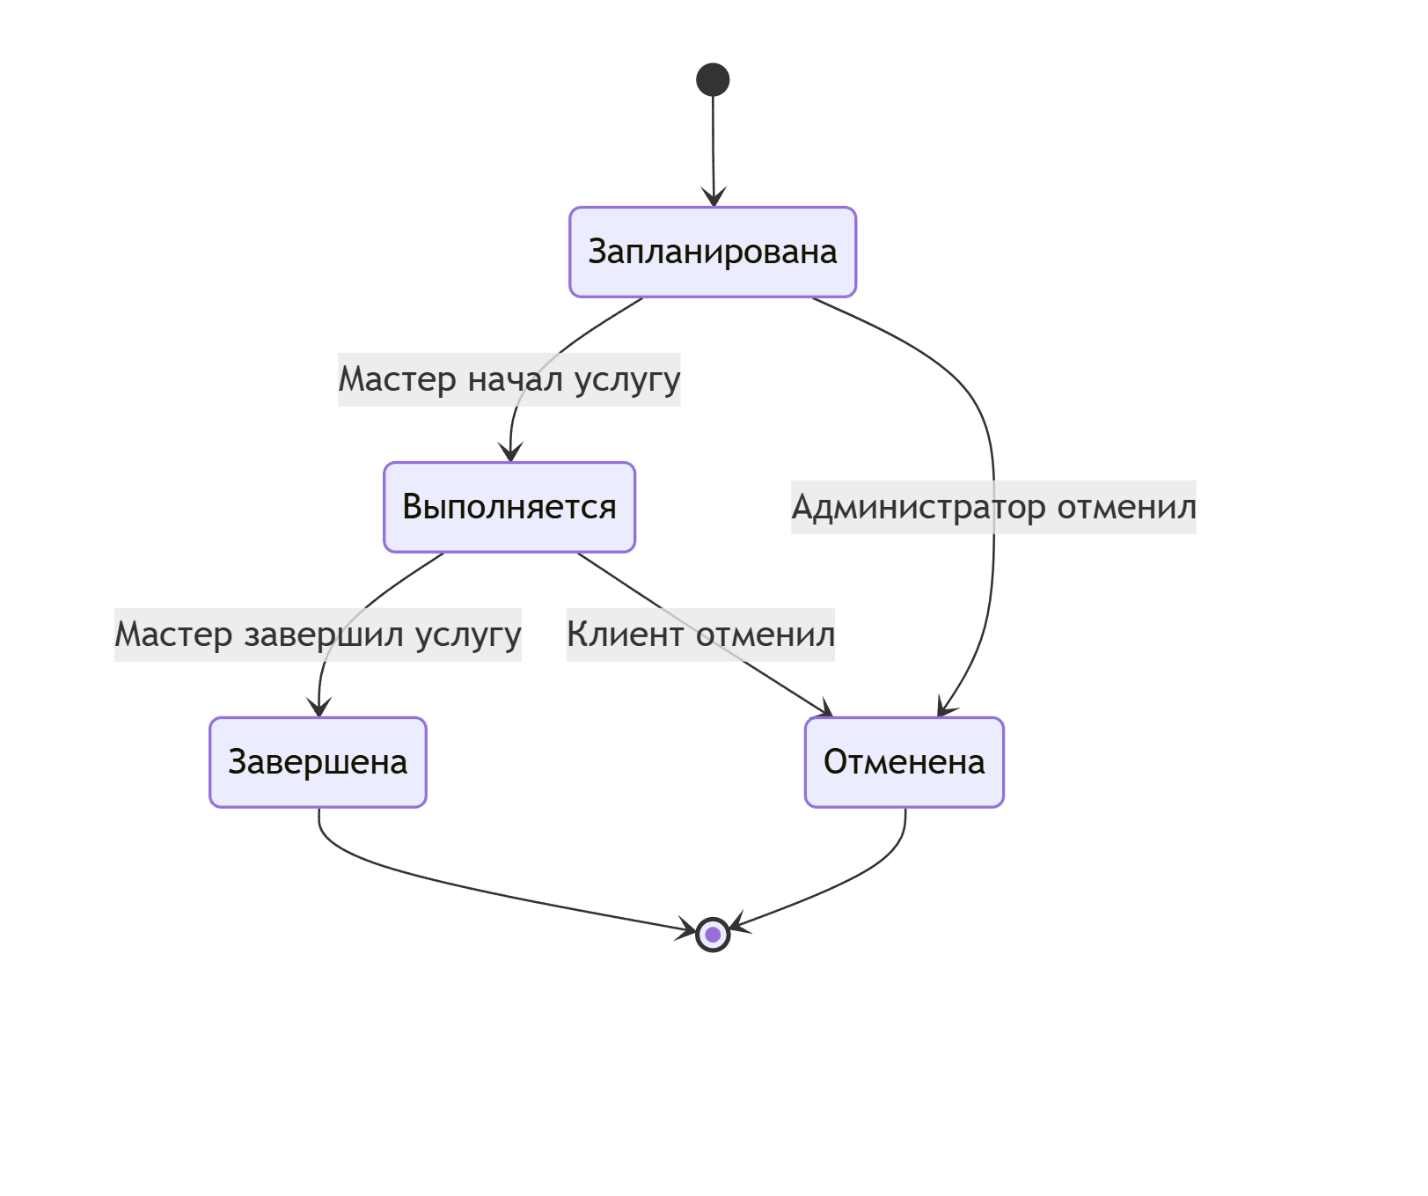 Запланирована
Мастер начал услугу
Выполняется
Администратор отменил
Мастер завершил услугу
Клиент отменил
Завершена
Отменена